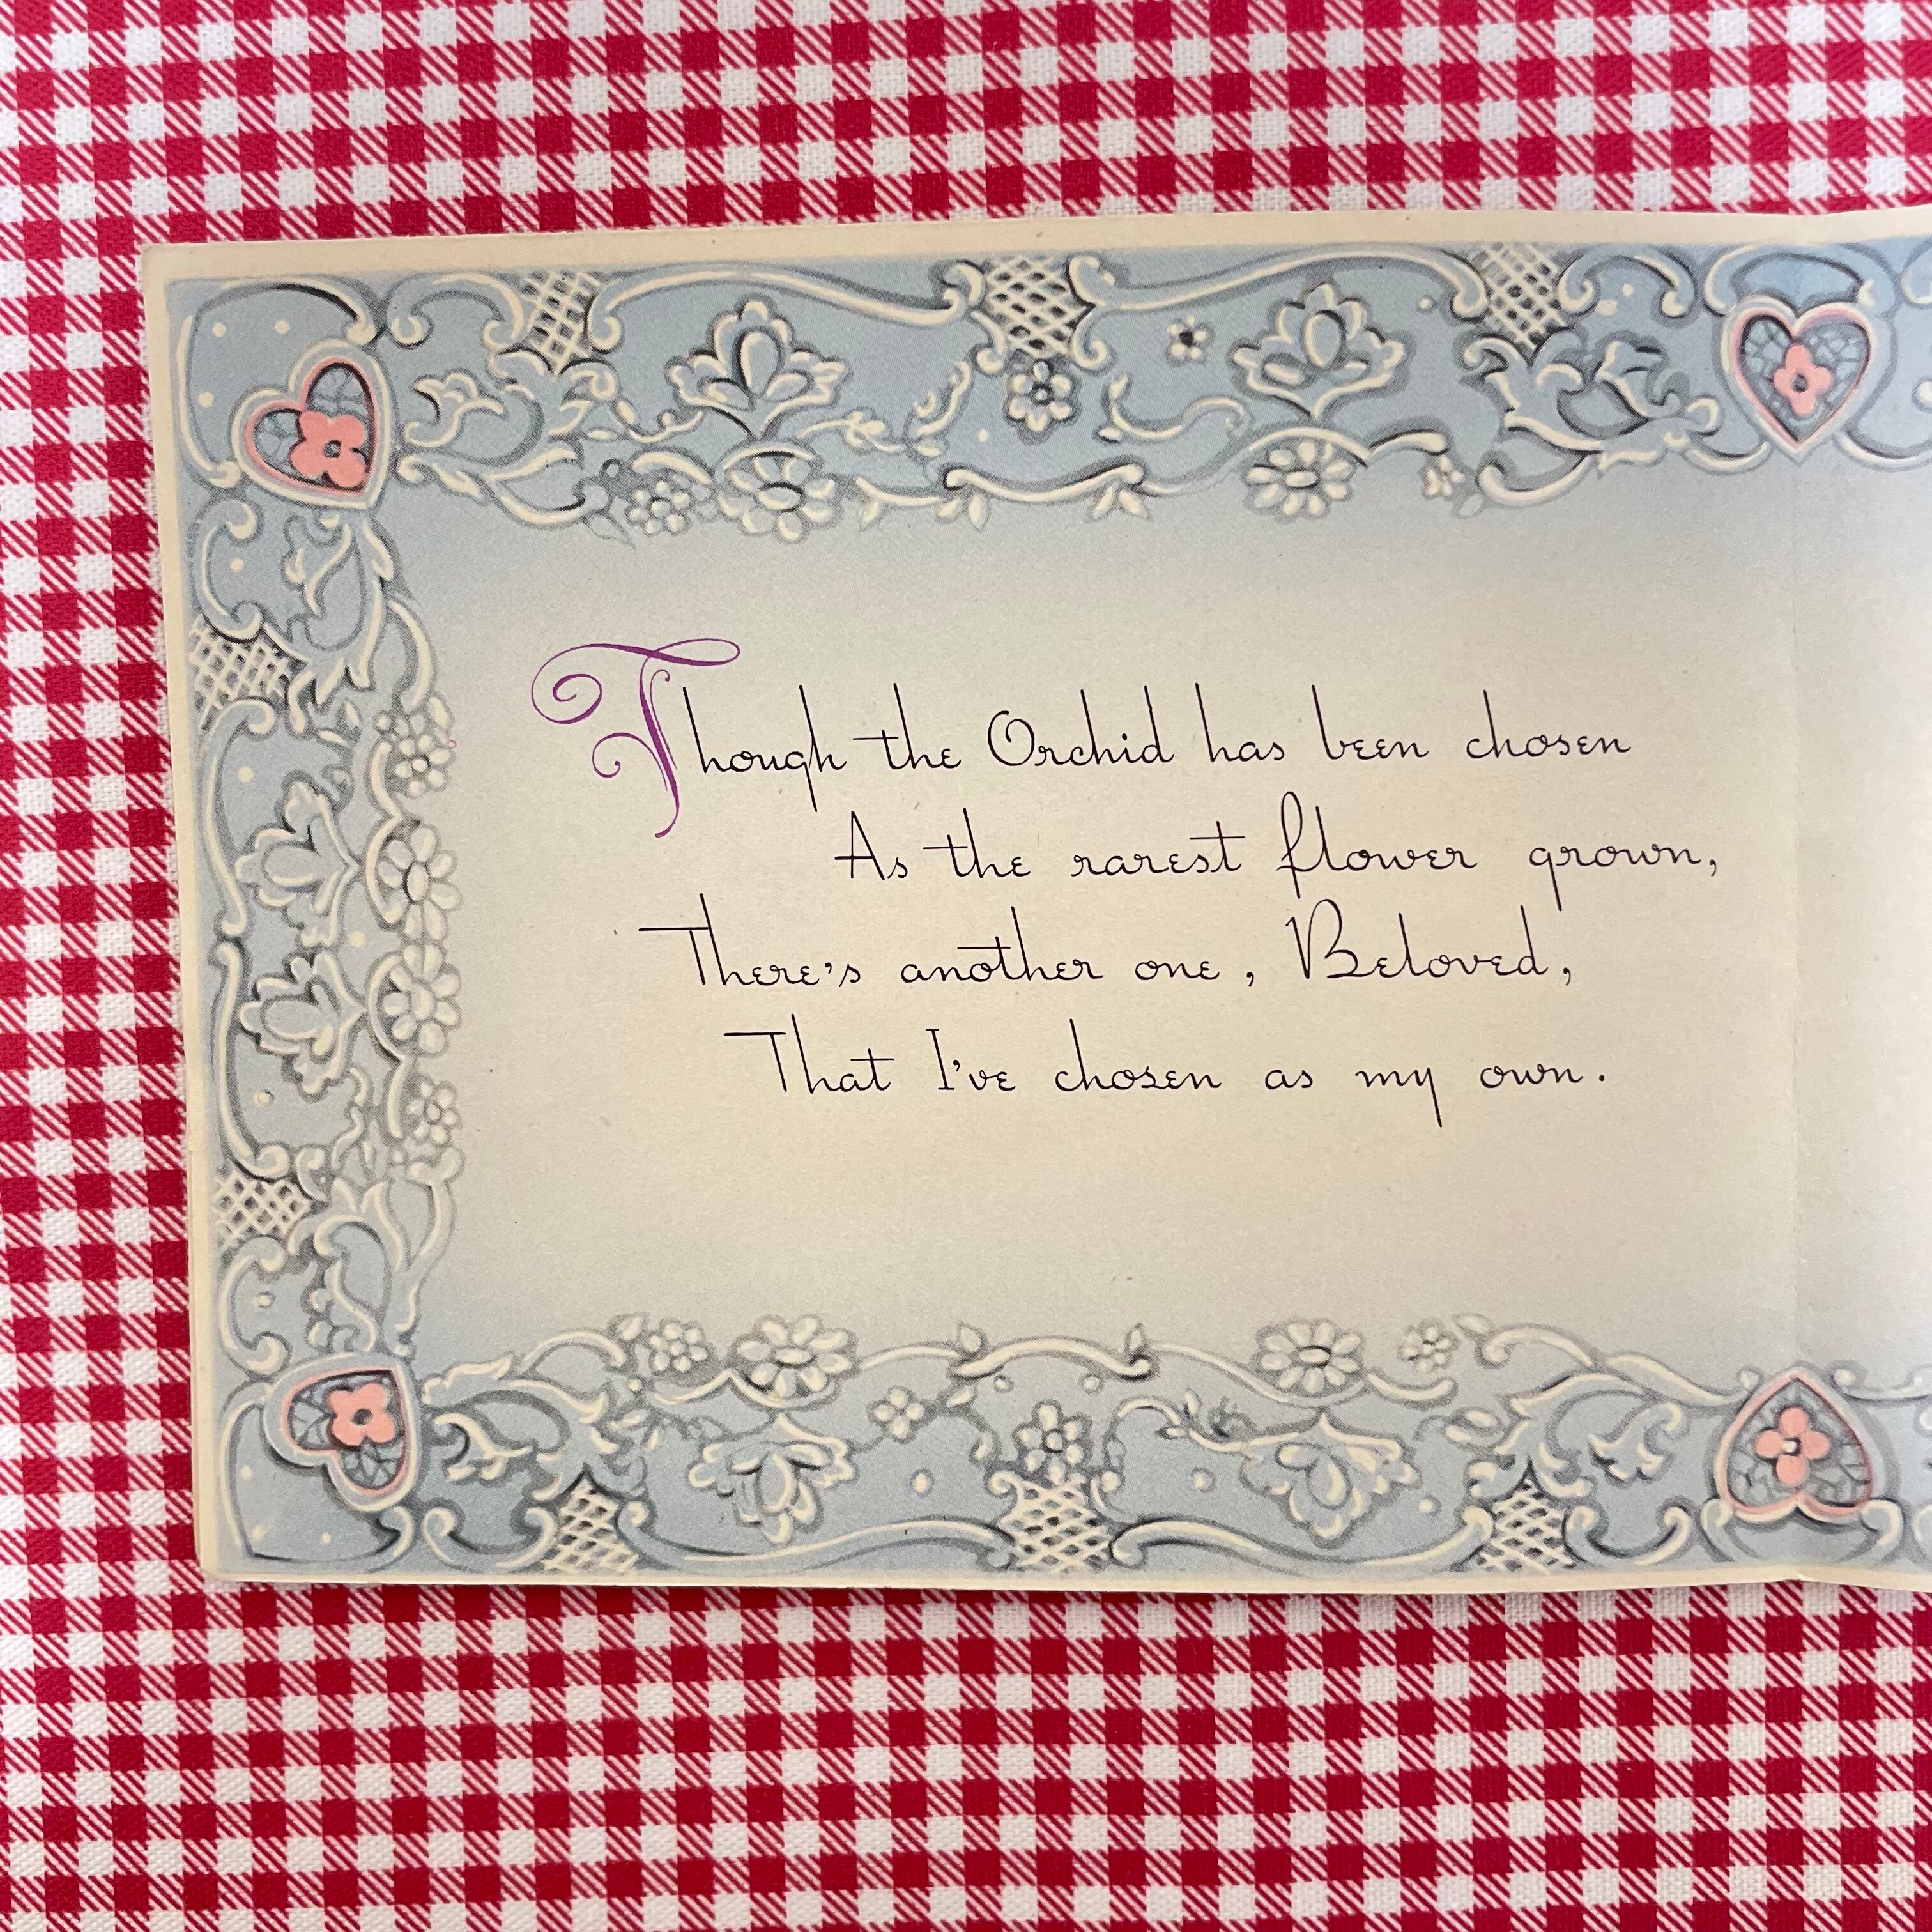 Though the Orchid has been chosen
As the rarest flower grown,
There's another one, Beloved,
That I've chosen as my own.